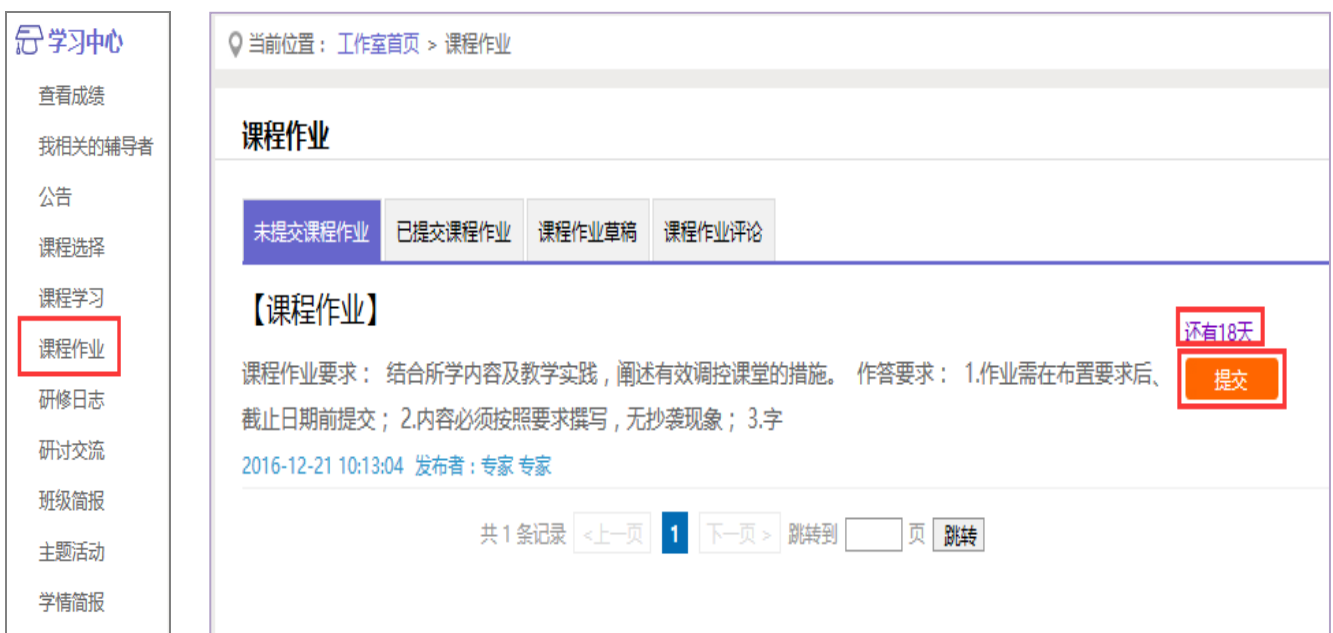 学习中心
查看成绩
我相关的辅导者
公告
课程选择
课程学习
课程作业
研修日志
研讨交流
班级简报
主题活动
学情简报
当前位置： 工作室首页 > 课程作业
课程作业
未提交课程作业 已提交课程作业 课程作业草稿 课程作业评论
【课程作业】
还有18天
课程作业要求： 结合所学内容及教学实践，阐述有效调控课堂的措施。 作答要求： 1.作业需在布置要求后、
提交
截止日期前提交； 2.内容必须按照要求撰写，无抄袭现象； 3.字
2016-12-21 10:13:04 发布者：专家 专家
共 1 条记录 <上一页 1 下一页 > 跳转到 页 跳转